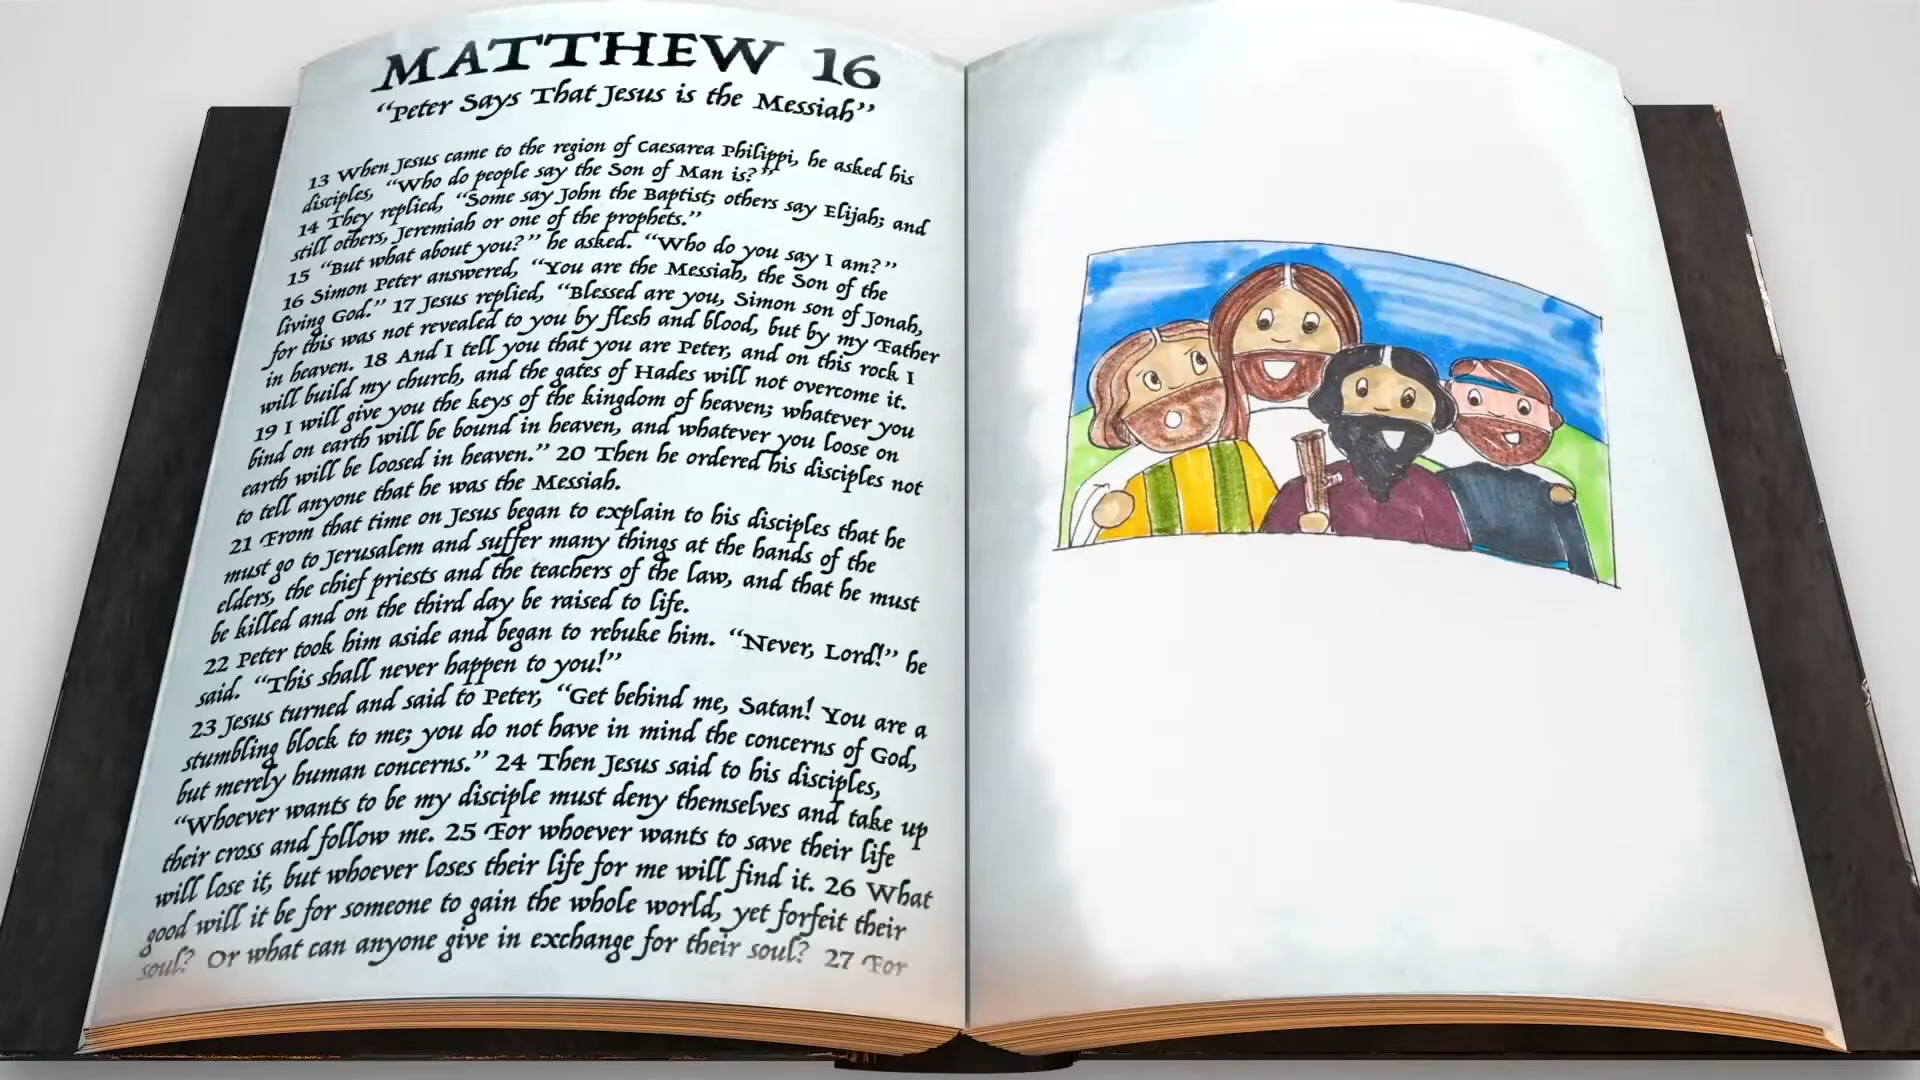 MATTHEW 16
“Peter Says That Jesus is the Messiah”
13 When Jesus came to the region of Caesarea Philippi, he asked his
disciples, “Who do people say the Son of Man is?”
14 They replied, “Some say John the Baptist; others say Elijah; and
still others, Jeremiah or one of the prophets.”
15 “But what about you?” he asked. “Who do you say I am?”
16 Simon Peter answered, “You are the Messiah, the Son of the
living God.” 17 Jesus replied, “Blessed are you, Simon son of Jonah,
for this was not revealed to you by flesh and blood, but by my Father
in heaven. 18 And I tell you that you are Peter, and on this rock I
will build my church, and the gates of Hades will not overcome it.
19 I will give you the keys of the kingdom of heaven; whatever you
bind on earth will be bound in heaven, and whatever you loose on
earth will be loosed in heaven.” 20 Then he ordered his disciples not
to tell anyone that he was the Messiah.
21 From that time on Jesus began to explain to his disciples that he
must go to Jerusalem and suffer many things at the hands of the
elders, the chief priests and the teachers of the law, and that he must
be killed and on the third day be raised to life.
22 Peter took him aside and began to rebuke him. “Never, Lord!” he
said. “This shall never happen to you!”
23 Jesus turned and said to Peter, “Get behind me, Satan! You are a
stumbling block to me; you do not have in mind the concerns of God,
but merely human concerns.” 24 Then Jesus said to his disciples,
“Whoever wants to be my disciple must deny themselves and take up
their cross and follow me. 25 For whoever wants to save their life
will lose it, but whoever loses their life for me will find it. 26 What
good will it be for someone to gain the whole world, yet forfeit their
soul? Or what can anyone give in exchange for their soul? 27 For